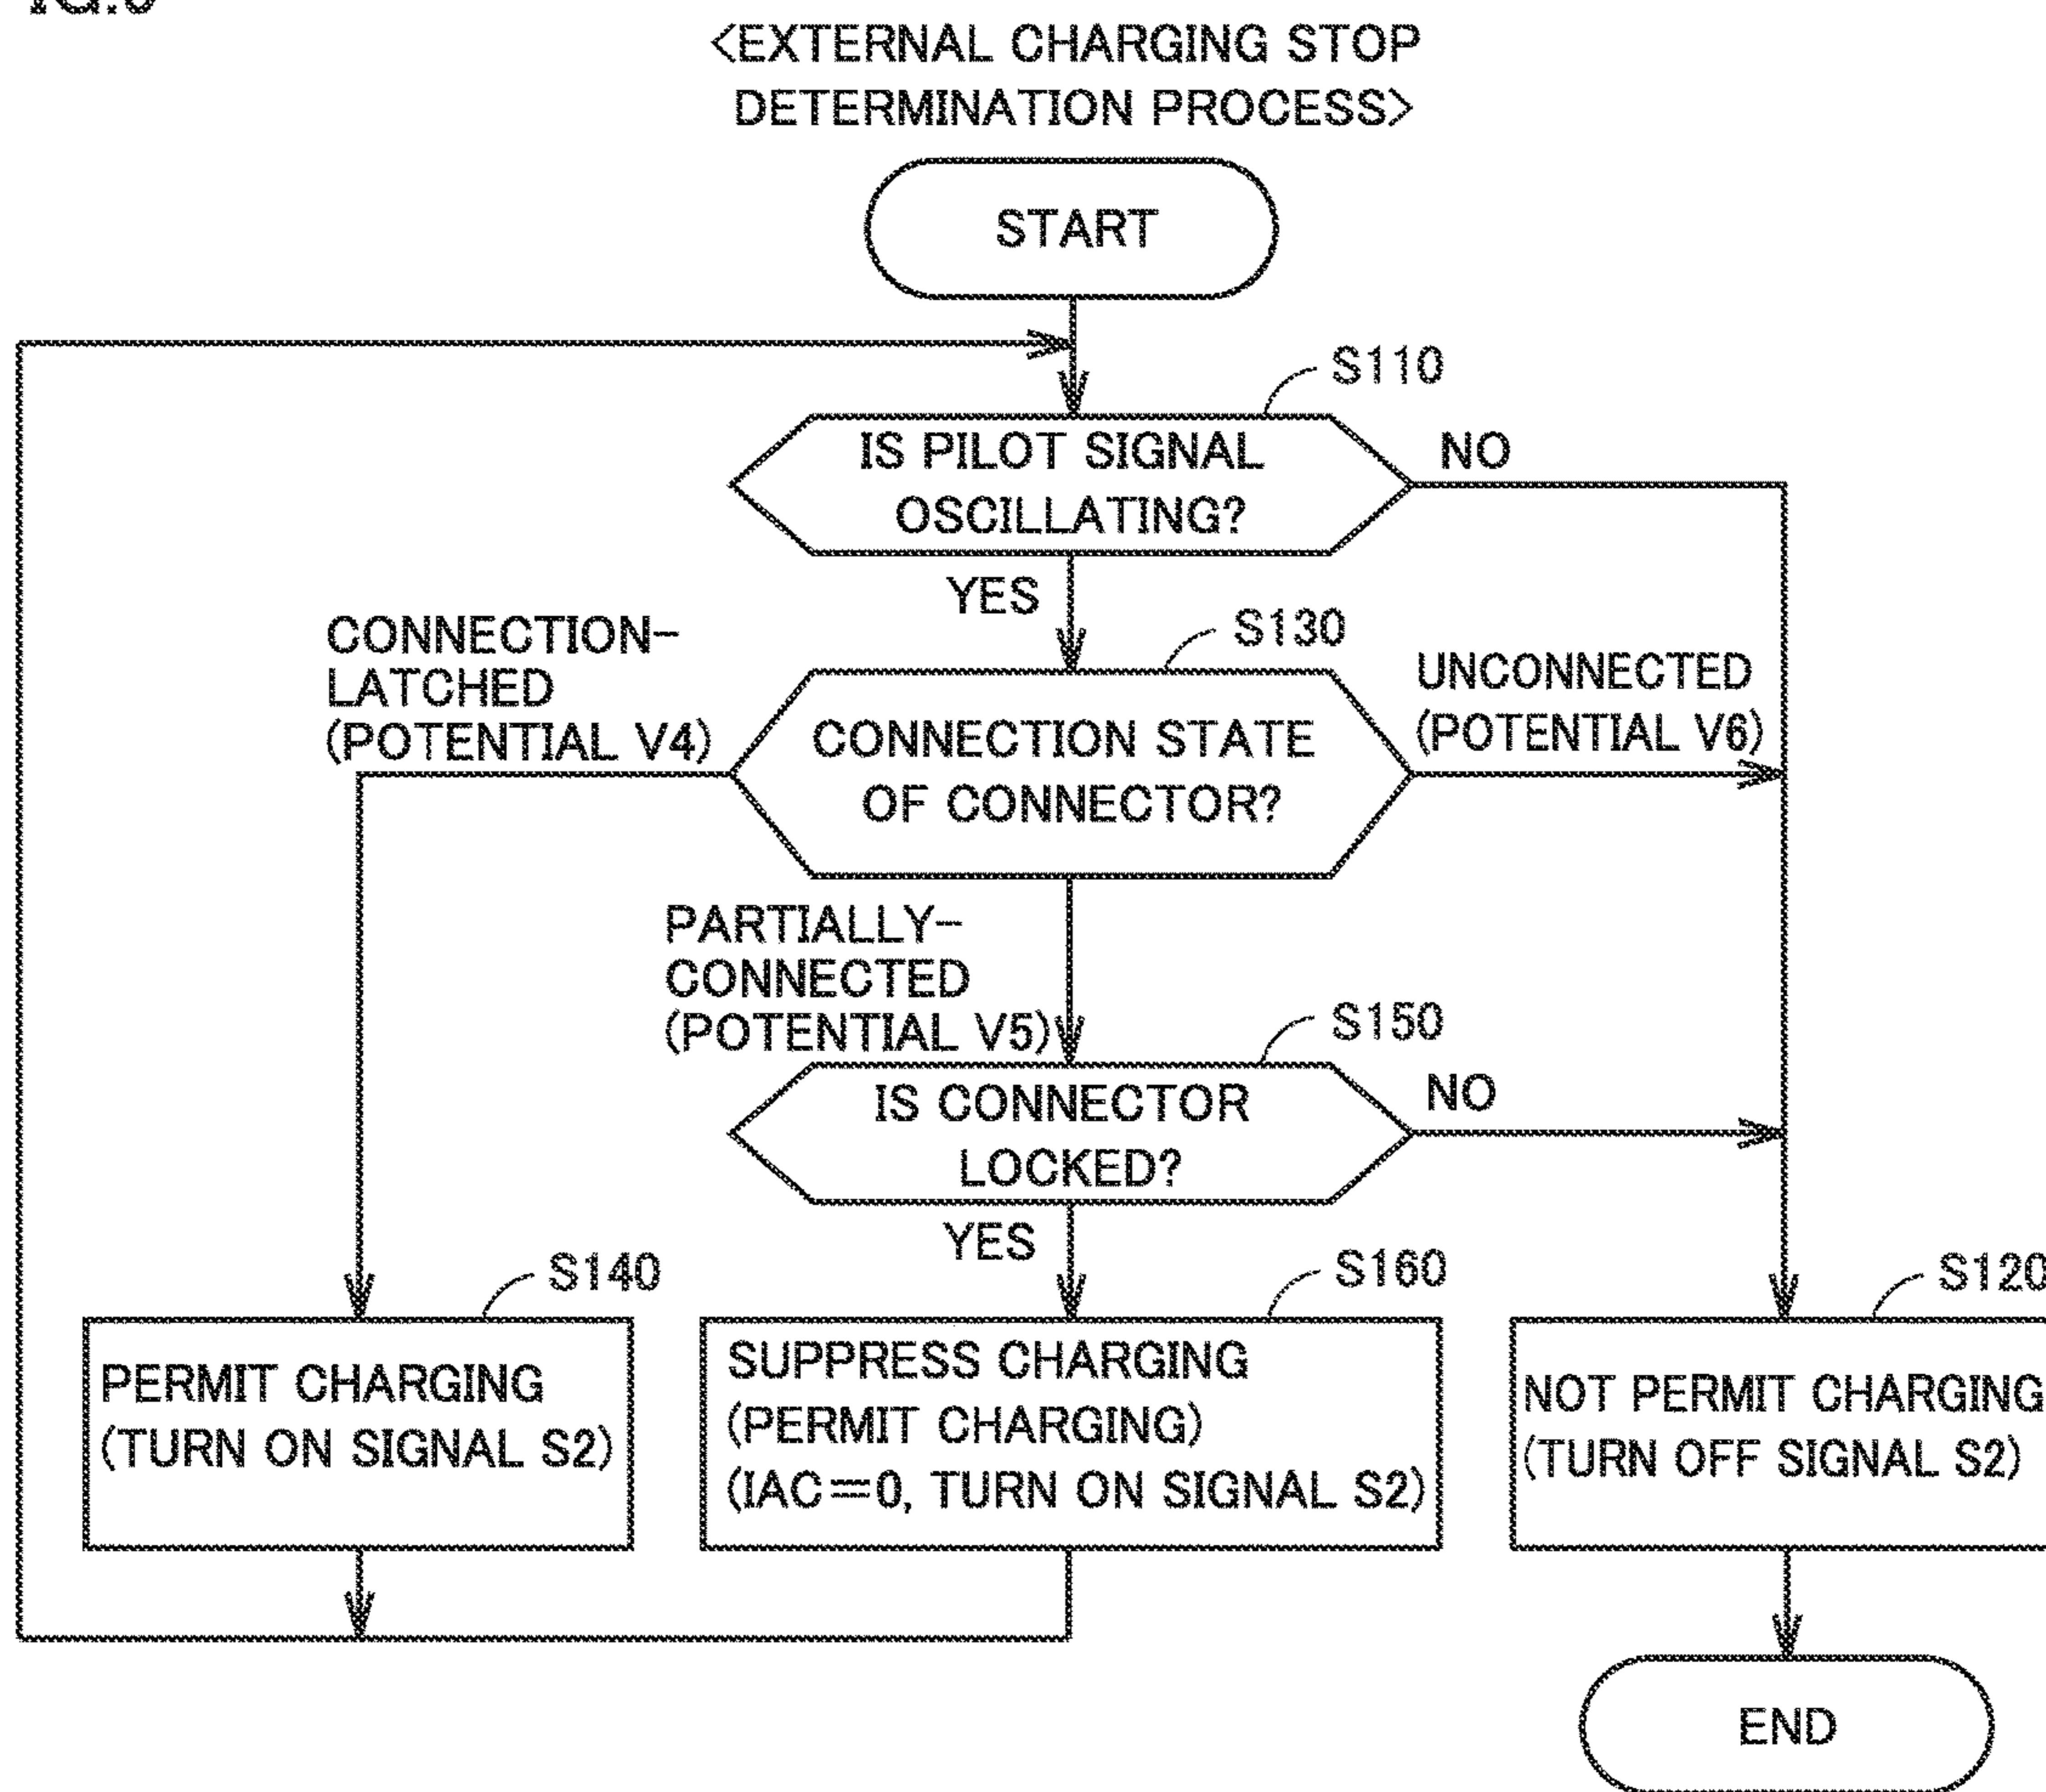 <EXTERNAL CHARGING STOP
DETERMINATION PROCESS>
START
S110
IS PILOT SIGNAL
OSCILLATING?
NO
YES
S130
CONNECTION-
LATCHED
(POTENTIAL V4)
CONNECTION STATE
OF CONNECTOR?
UNCONNECTED
(POTENTIAL V6)
PARTIALLY-
CONNECTED
(POTENTIAL V5)
S150
IS CONNECTOR
LOCKED?
NO
YES
S140
PERMIT CHARGING
(TURN ON SIGNAL S2)
S160
SUPPRESS CHARGING
(PERMIT CHARGING)
(IAC=0, TURN ON SIGNAL S2)
S120
NOT PERMIT CHARGING
(TURN OFF SIGNAL S2)
END